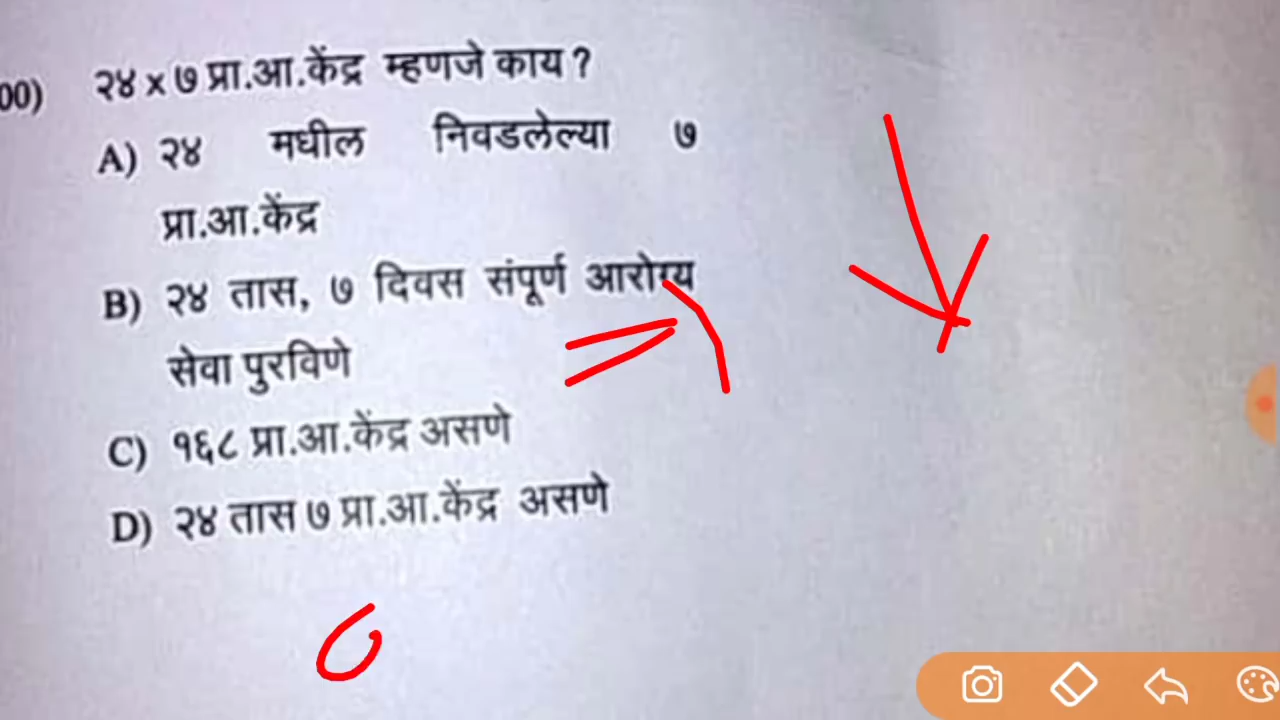 00) २४ x ७ प्रा.आ.केंद्र म्हणजे काय ?
A) २४ मधील निवडलेल्या ७
प्रा.आ.केंद्र
B) २४ तास, ७ दिवस संपूर्ण आरोग्य
सेवा पुरविणे
C) १६८ प्रा.आ.केंद्र असणे
D) २४ तास ७ प्रा.आ.केंद्र असणे